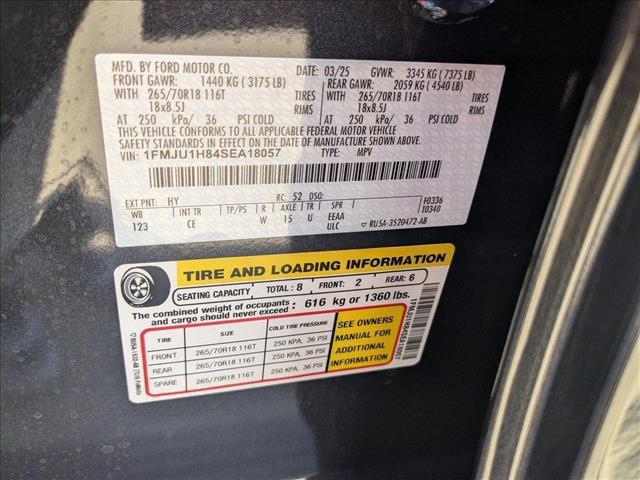 MFD. BY FORD MOTOR CO. 03/25 GVWR: 3345 KG (7375 LB)
FRONT GAWR: 1440 KG (3175 LB) REAR GAWR: 2059 KG (4540 LB)
WITH 265/70R18 116T TIRES WITH 265/70R18 116T TIRES
18x8.5J RIMS 18x8.5J RIMS
AT 250 kPa/ 36 PSI COLD AT 250 kPa/ 36 PSI COLD
THIS VEHICLE CONFORMS TO ALL APPLICABLE FEDERAL MOTOR VEHICLE
SAFETY STANDARDS IN EFFECT ON THE DATE OF MANUFACTURE SHOWN ABOVE.
VIN: 1FMJU1H84SEA18057 TYPE: MPV
EXT PNT: HY RC: 52 DSO: F0336
WB INT TR TP/PS R AXLE TR SPR T0340
123 CE W 15 U EEAA
ULC ▽ RU5A-3520472-AB
TIRE AND LOADING INFORMATION
SEATING CAPACITY TOTAL: 8 FRONT: 2 REAR: 6
The combined weight of occupants and cargo should never exceed: 616 kg or 1360 lbs.
TIRE SIZE COLD TIRE PRESSURE
FRONT 265/70R18 116T 250 KPA, 36 PSI
REAR 265/70R18 116T 250 KPA, 36 PSI
SPARE 265/70R18 116T 250 KPA, 36 PSI
SEE OWNERS
MANUAL FOR
ADDITIONAL
INFORMATION